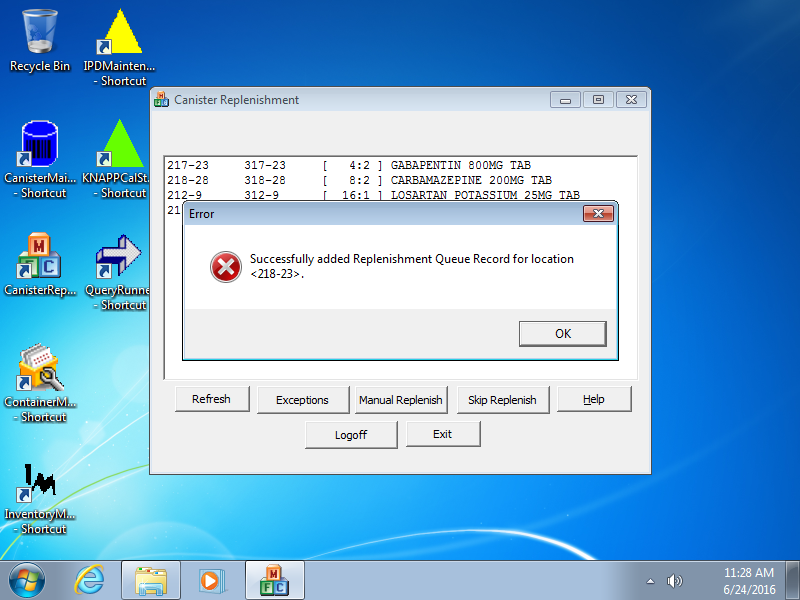 Recycle Bin
IPDMainten...
- Shortcut
CanisterMai...
- Shortcut
KNAPPCalSt...
- Shortcut
CanisterRep...
QueryRunne
- Shortcut
ContainerM...
- Shortcut
InventoryM...
- Shortcut
Canister Replenishment
217-23 317-23 [ 4:2 ] GABAPENTIN 800MG TAB
218-28 318-28 [ 8:2 ] CARBAMAZEPINE 200MG TAB
212-9 312-9 [ 16:1 ] LOSARTAN POTASSIUM 25MG TAB
21
Error
Successfully added Replenishment Queue Record for location
<218-23>.
OK
Refresh Exceptions Manual Replenish Skip Replenish Help
Logoff Exit
11:28 AM
6/24/2016